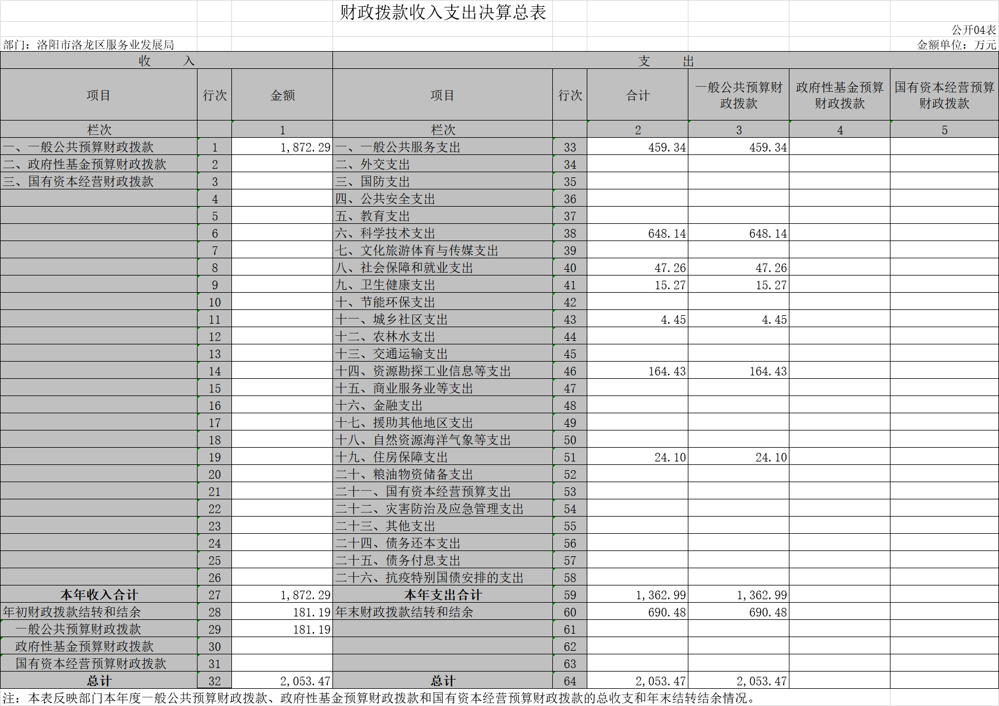 财政拨款收入支出决算总表
公开04表
部门：洛阳市洛龙区服务业发展局 金额单位：万元
收 入 支 出
项目 行次 金额 项目 行次 合计 一般公共预算财政拨款 政府性基金预算财政拨款 国有资本经营预算财政拨款
栏次 1 栏次 2 3 4 5
一、一般公共预算财政拨款 1 1,872.29 一、一般公共服务支出 33 459.34 459.34
二、政府性基金预算财政拨款 2 二、外交支出 34
三、国有资本经营财政拨款 3 三、国防支出 35
4 四、公共安全支出 36
5 五、教育支出 37
6 六、科学技术支出 38 648.14 648.14
7 七、文化旅游体育与传媒支出 39
8 八、社会保障和就业支出 40 47.26 47.26
9 九、卫生健康支出 41 15.27 15.27
10 十、节能环保支出 42
11 十一、城乡社区支出 43 4.45 4.45
12 十二、农林水支出 44
13 十三、交通运输支出 45
14 十四、资源勘探工业信息等支出 46 164.43 164.43
15 十五、商业服务业等支出 47
16 十六、金融支出 48
17 十七、援助其他地区支出 49
18 十八、自然资源海洋气象等支出 50
19 十九、住房保障支出 51 24.10 24.10
20 二十、粮油物资储备支出 52
21 二十一、国有资本经营预算支出 53
22 二十二、灾害防治及应急管理支出 54
23 二十三、其他支出 55
24 二十四、债务还本支出 56
25 二十五、债务付息支出 57
26 二十六、抗疫特别国债安排的支出 58
本年收入合计 27 1,872.29 本年支出合计 59 1,362.99 1,362.99
年初财政拨款结转和结余 28 181.19 年末财政拨款结转和结余 60 690.48 690.48
一般公共预算财政拨款 29 181.19 61
政府性基金预算财政拨款 30 62
国有资本经营预算财政拨款 31 63
总计 32 2,053.47 总计 64 2,053.47 2,053.47
注：本表反映部门本年度一般公共预算财政拨款、政府性基金预算财政拨款和国有资本经营预算财政拨款的总收支和年末结转结余情况。